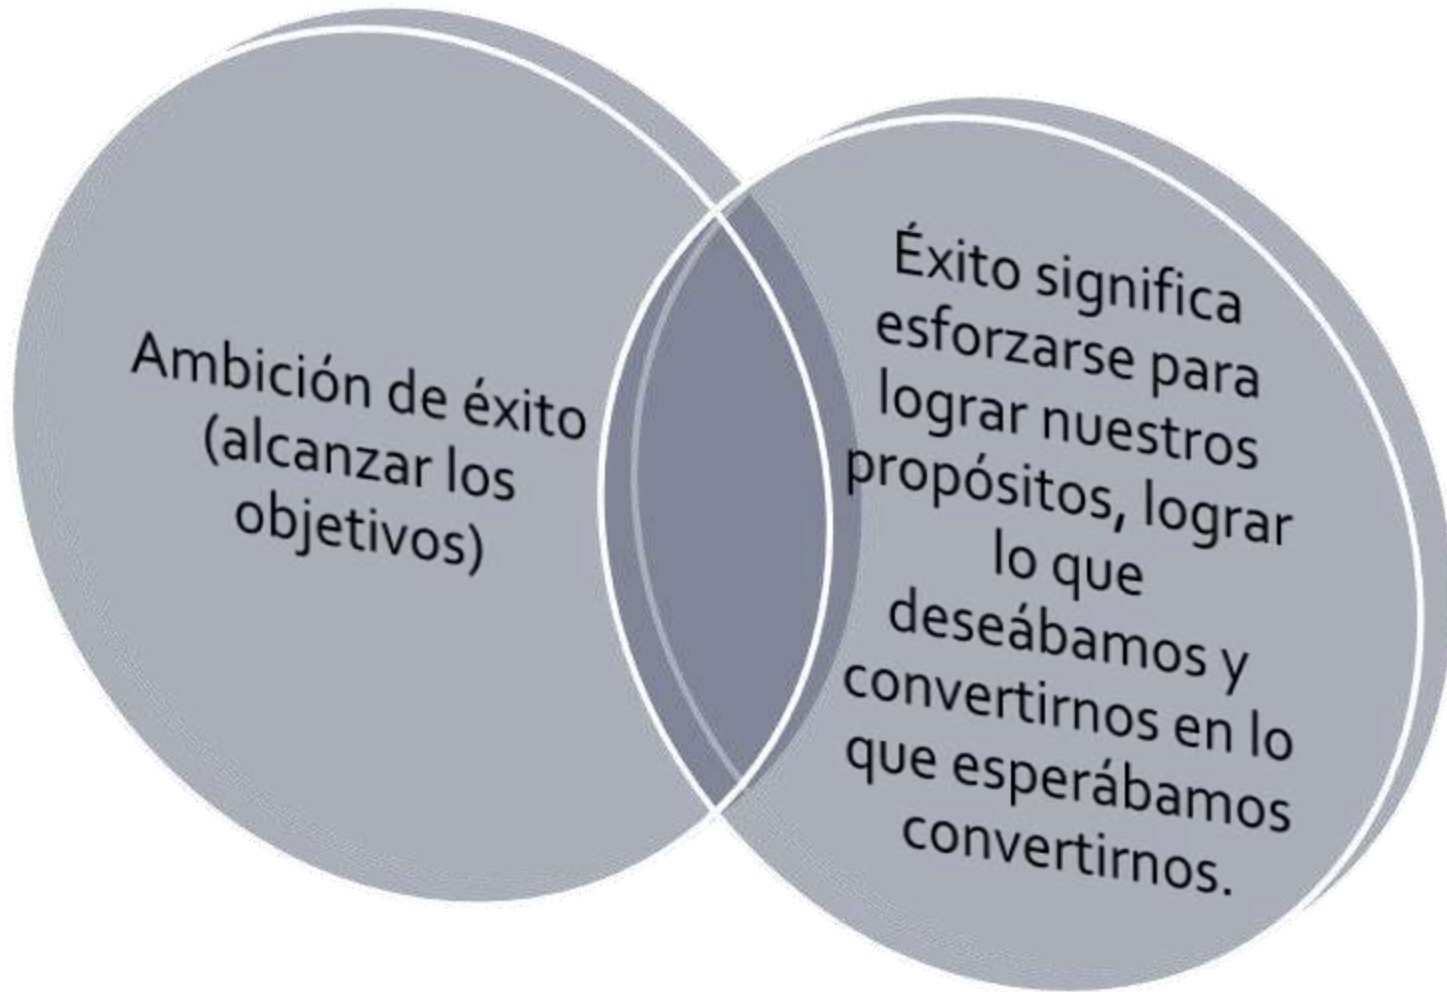 Ambición de éxito
(alcanzar los
objetivos)
Éxito significa
esforzarse para
lograr nuestros
propósitos, lograr
lo que
deseábamos y
convertirnos en lo
que esperábamos
convertirnos.